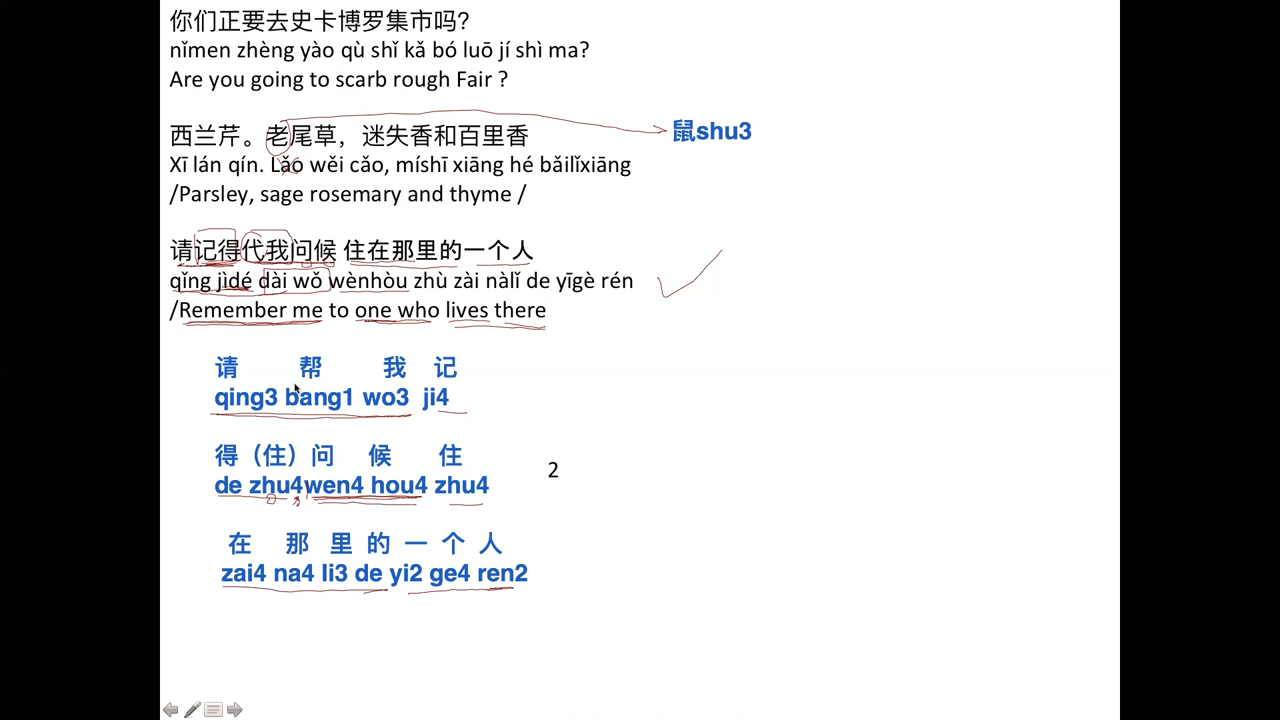 你们正要去史卡博罗集市吗?
nǐmen zhèng yào qù shǐ kǎ bó luō jí shì ma?
Are you going to scarb rough Fair ?
西兰芹。老尾草，迷失香和百里香
鼠shu3
Xī lán qín. Lǎo wěi cǎo, míshī xiāng hé bǎilǐxiāng
/Parsley, sage rosemary and thyme /
请记得代我问候 住在那里的一个人
qǐng jìdé dài wǒ wènhòu zhù zài nàlǐ de yīgè rén
/Remember me to one who lives there
请 帮 我 记
qing3 bang1 wo3 ji4
得（住）问 候 住
de zhu4wen4 hou4 zhu4
2
在 那 里 的 一 个 人
zai4 na4 li3 de yi2 ge4 ren2